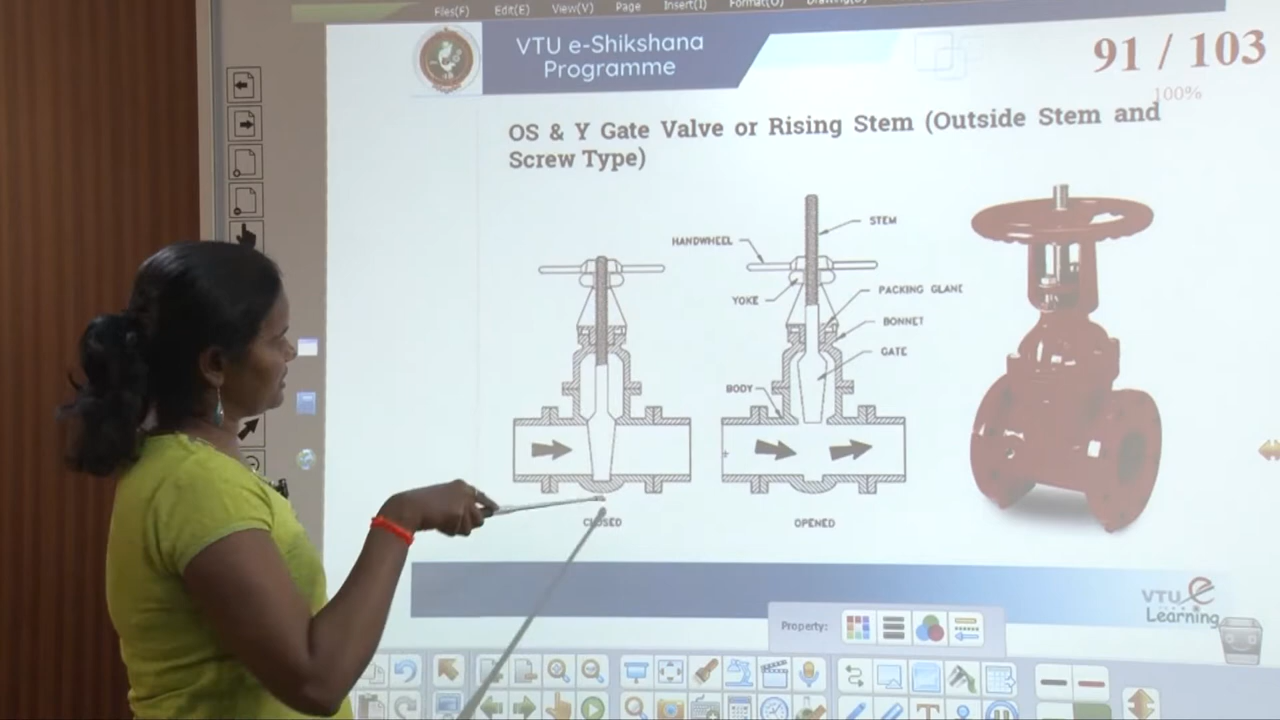 Files(F) Edit(E) View(V) Page Insert(I) Format(O)
VTU e-Shikshana
Programme
91 / 103
100%
OS & Y Gate Valve or Rising Stem (Outside Stem and
Screw Type)
STEM
HANDWHEEL
YOKE
PACKING GLAND
BONNET
GATE
BODY
CLOSED
OPENED
VTU e
Learning
Property: